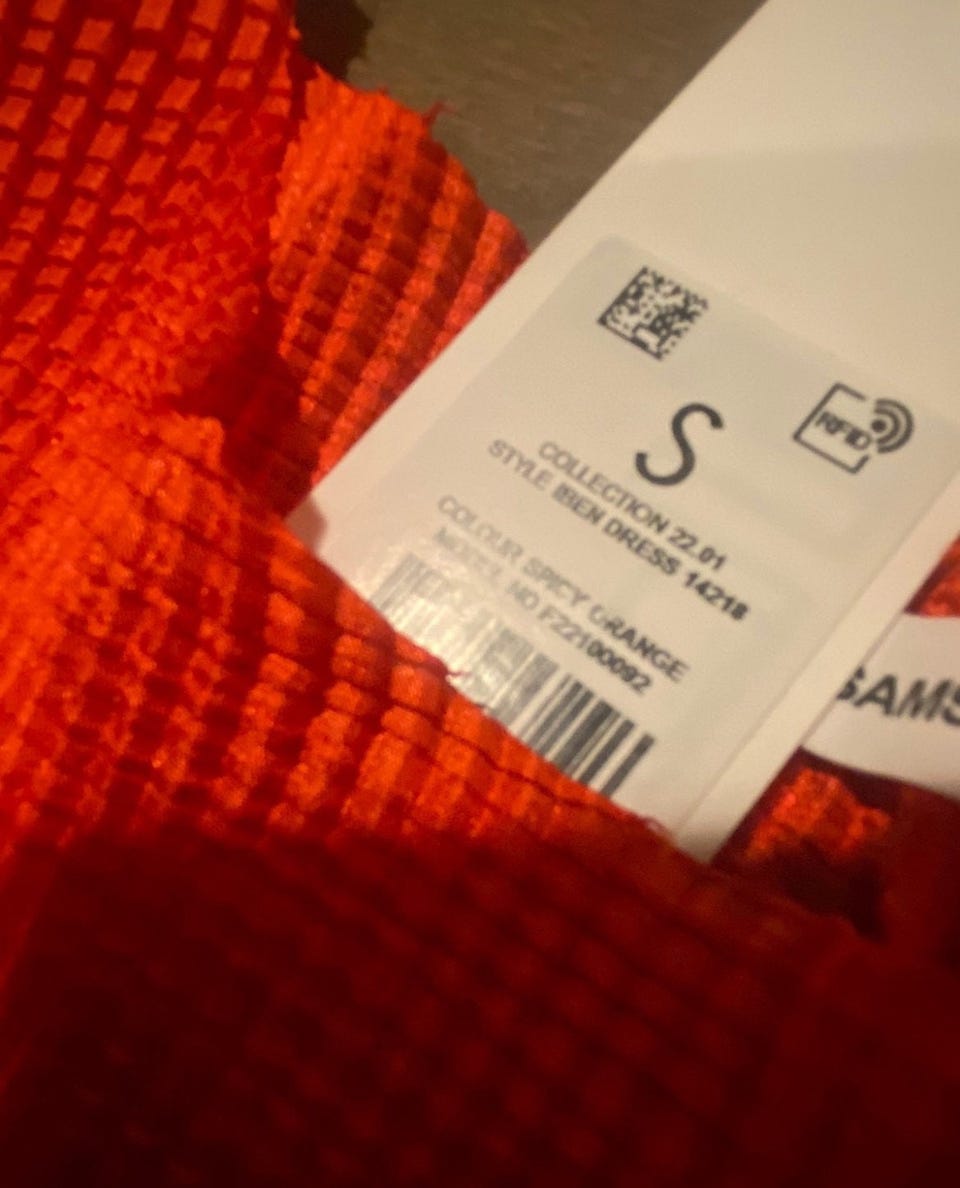 S
RFID
COLLECTION 22.01
STYLE IBEN DRESS 14218
COLOUR SPICY ORANGE
MODEL NO F22100092
SAMS